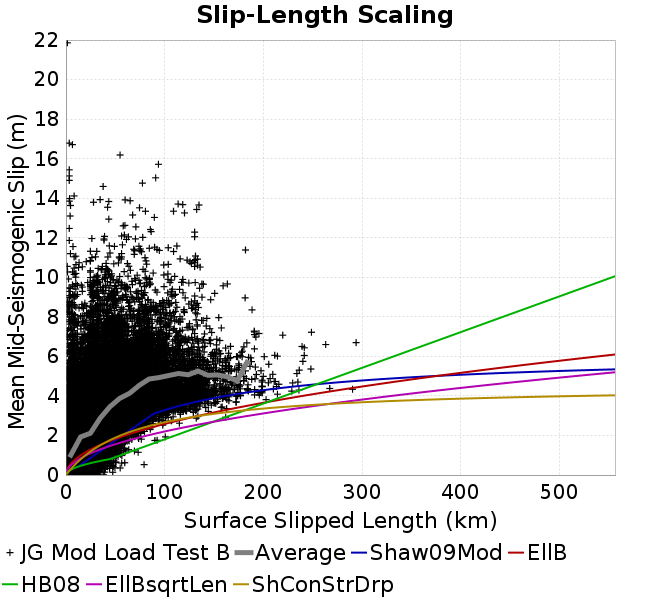 Slip-Length Scaling
Mean Mid-Seismogenic Slip (m)
22
20
18
16
14
12
10
8
6
4
2
0
0 100 200 300 400 500
Surface Slipped Length (km)
JG Mod Load Test B Average Shaw09Mod EllB
HB08 EllBsqrtLen ShConStrDrp